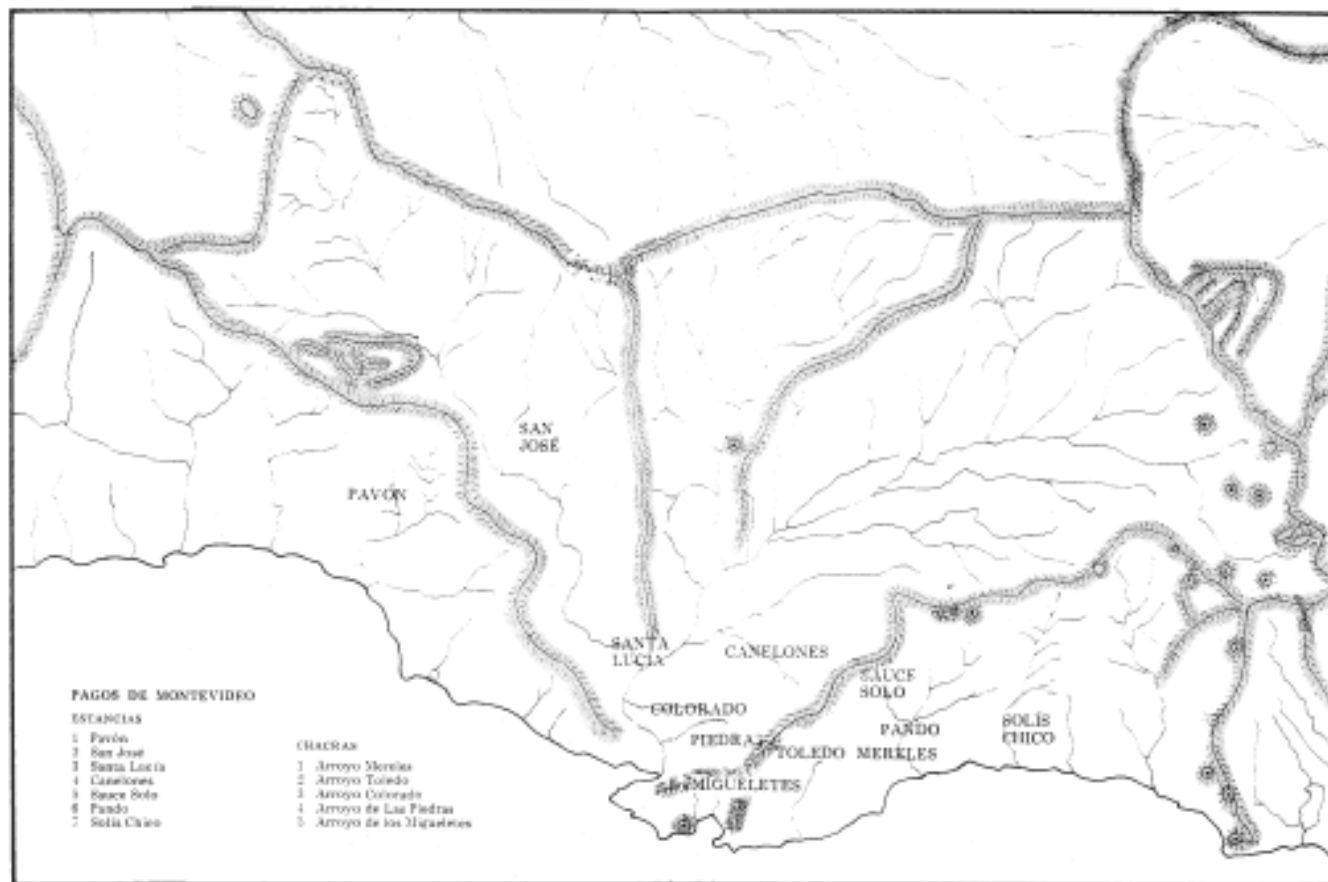 SAN
JOSÉ
PAVÓN
SANTA
LUCÍA
CANELONES
SAUCE
SOLO
COLORADO
PANDO
SOLÍS
CHICO
PIEDRAS
TOLEDO
MERELES
MIGUELETES
PAGOS DE MONTEVIDEO
ESTANCIAS
1 Pavón
2 San José
3 Santa Lucía
4 Canelones
5 Sauce Solo
6 Pando
7 Solís Chico
CHACRAS
1 Arroyo Mereles
2 Arroyo Toledo
3 Arroyo Colorado
4 Arroyo de Las Piedras
5 Arroyo de los Migueletes